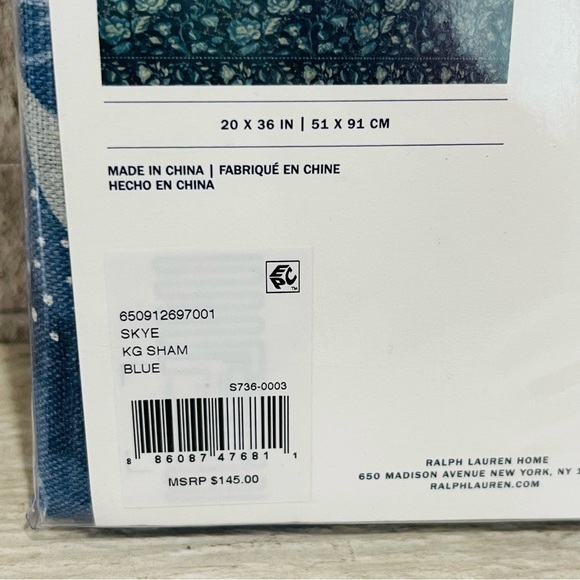 20 X 36 IN | 51 X 91 CM
MADE IN CHINA | FABRIQUÉ EN CHINE
HECHO EN CHINA
EPC™
650912697001
SKYE
KG SHAM
BLUE
S736-0003
8 86087 47681 1
MSRP $145.00
RALPH LAUREN HOME
650 MADISON AVENUE NEW YORK, NY 1
RALPHLAUREN.COM